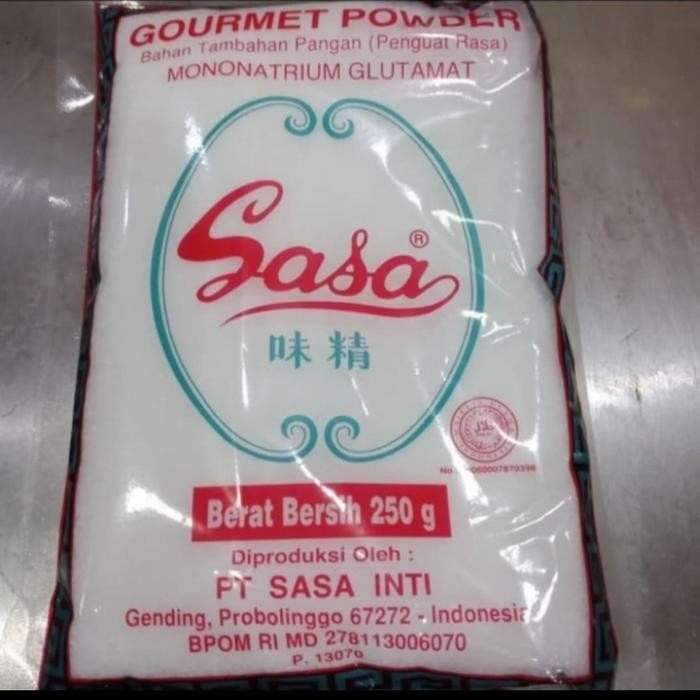 GOURMET POWDER
Bahan Tambahan Pangan (Penguat Rasa)
MONONATRIUM GLUTAMAT
Sasa®
味精
حلال
Berat Bersih 250 g
Diproduksi Oleh :
PT SASA INTI
Gending, Probolinggo 67272 - Indonesia
BPOM RI MD 278113006070
P. 13070